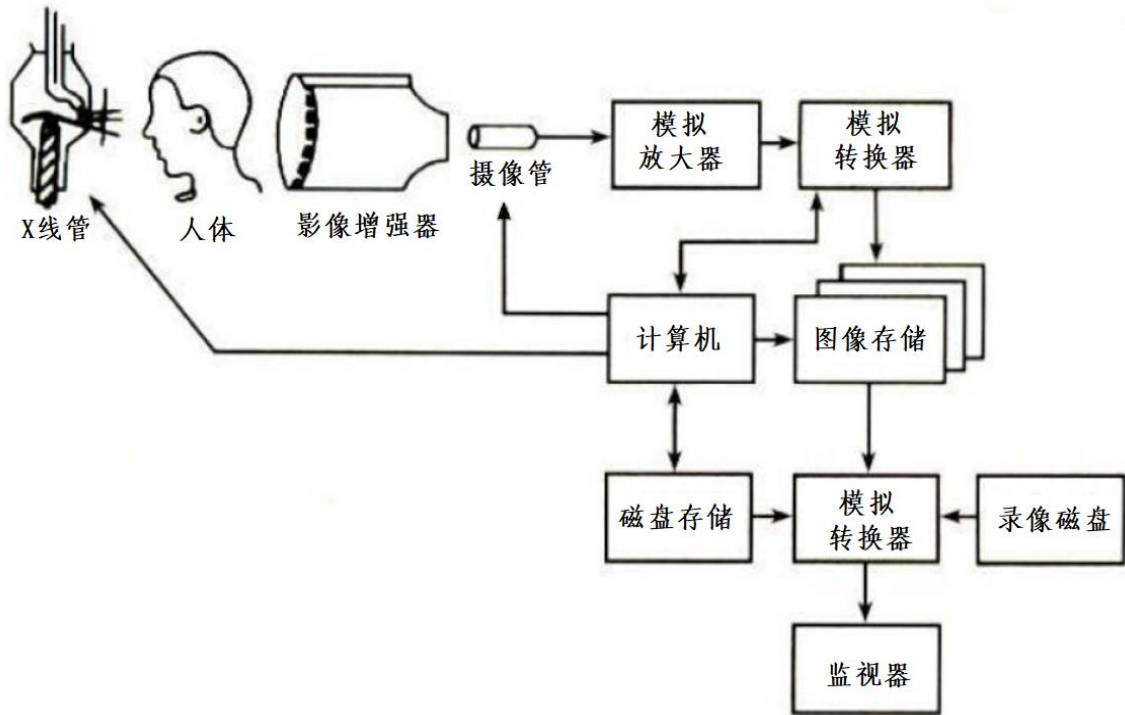 模拟
放大器
模拟
转换器
摄像管
X线管
人体
影像增强器
计算机
图像存储
磁盘存储
模拟
转换器
录像磁盘
监视器